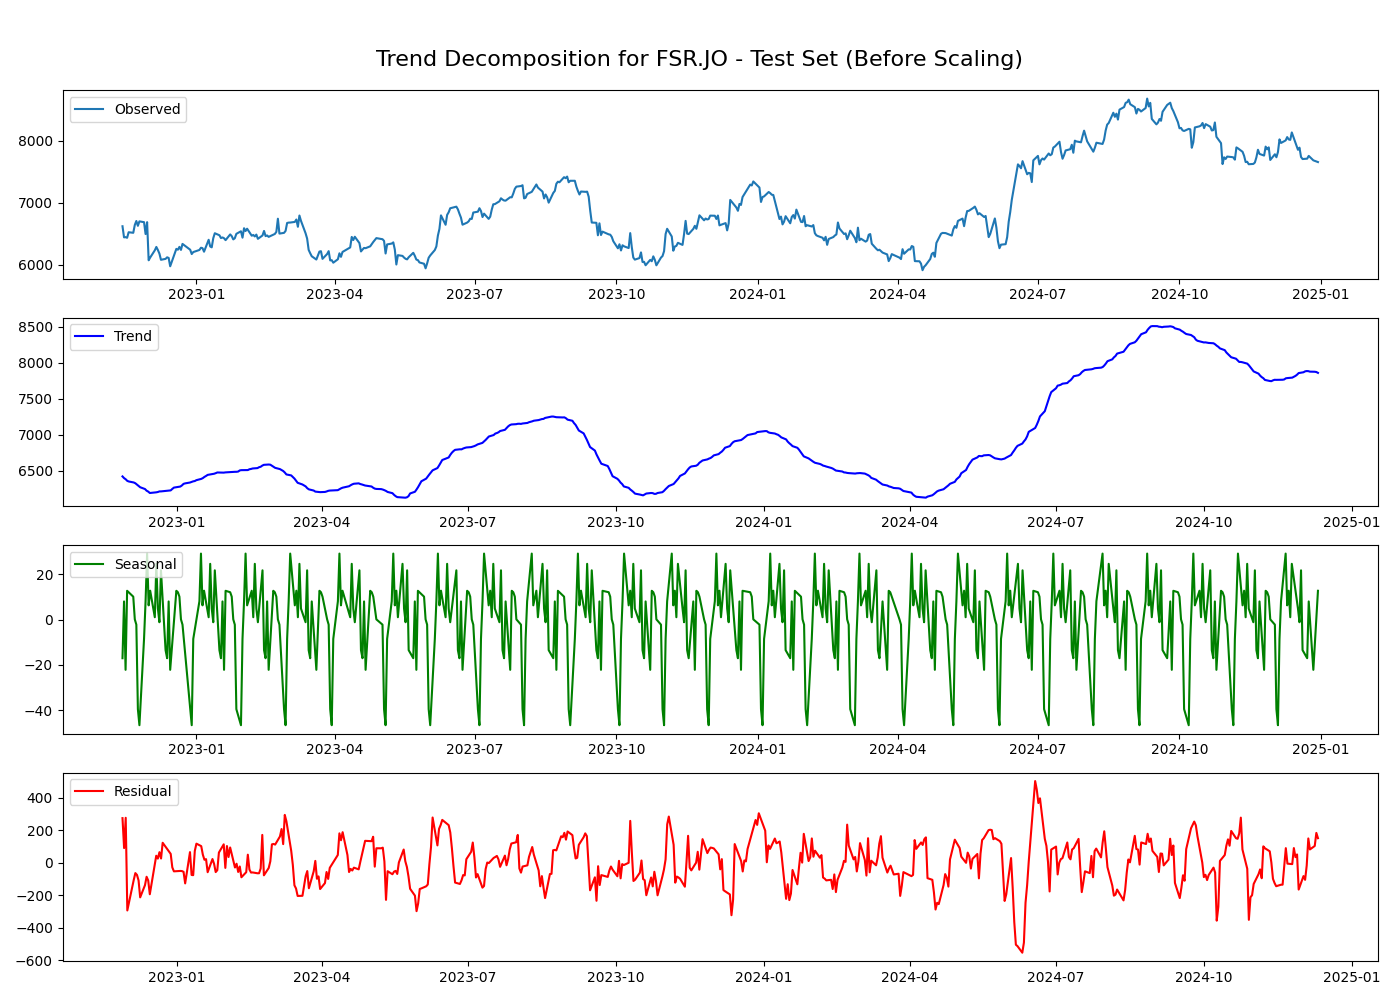 Trend Decomposition for FSR.JO - Test Set (Before Scaling)
Observed
8000
7000
6000
2023-01 2023-04 2023-07 2023-10 2024-01 2024-04 2024-07 2024-10 2025-01
Trend
8500
8000
7500
7000
6500
2023-01 2023-04 2023-07 2023-10 2024-01 2024-04 2024-07 2024-10 2025-01
Seasonal
20
0
−20
−40
2023-01 2023-04 2023-07 2023-10 2024-01 2024-04 2024-07 2024-10 2025-01
Residual
400
200
0
−200
−400
−600
2023-01 2023-04 2023-07 2023-10 2024-01 2024-04 2024-07 2024-10 2025-01